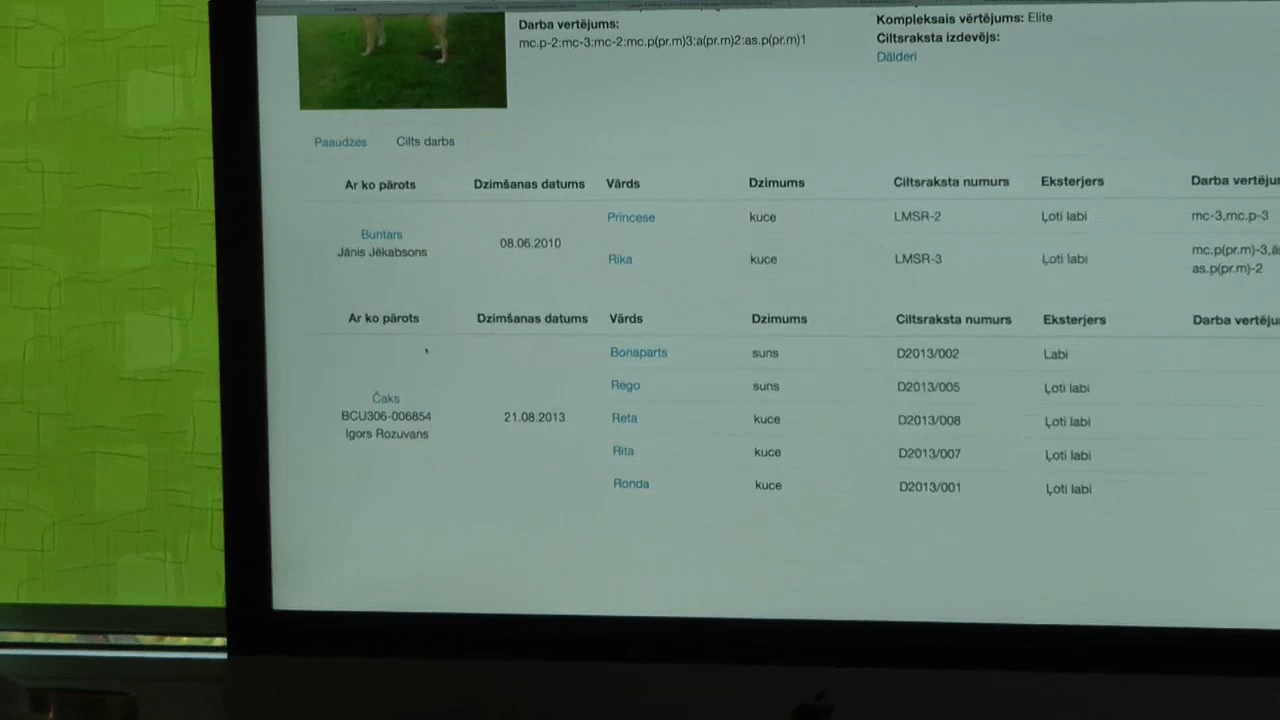 Darba vertējums:
mc.p-2:mc-3:mc-2:mc.p(pr.m)3:a(pr.m)2:as.p(pr.m)1
Kompleksais vērtējums: Elite
Ciltsraksta izdevējs:
Dālderi
Paaudzes Cilts darbs
Ar ko pārots Dzimšanas datums Vārds Dzimums Ciltsraksta numurs Eksterjers Darba vertēju
Buntars
Jānis Jēkabsons
08.06.2010
Princese kuce LMSR-2 Ļoti labi mc-3,mc.p-3
Rika kuce LMSR-3 Ļoti labi mc.p(pr.m)-3,a
as.p(pr.m)-2
Ar ko pārots Dzimšanas datums Vārds Dzimums Ciltsraksta numurs Eksterjers Darba vertēju
Čaks
BCU306-006854
Igors Rozuvans
21.08.2013
Bonaparts suns D2013/002 Labi
Rego suns D2013/005 Ļoti labi
Reta kuce D2013/008 Ļoti labi
Rita kuce D2013/007 Ļoti labi
Ronda kuce D2013/001 Ļoti labi